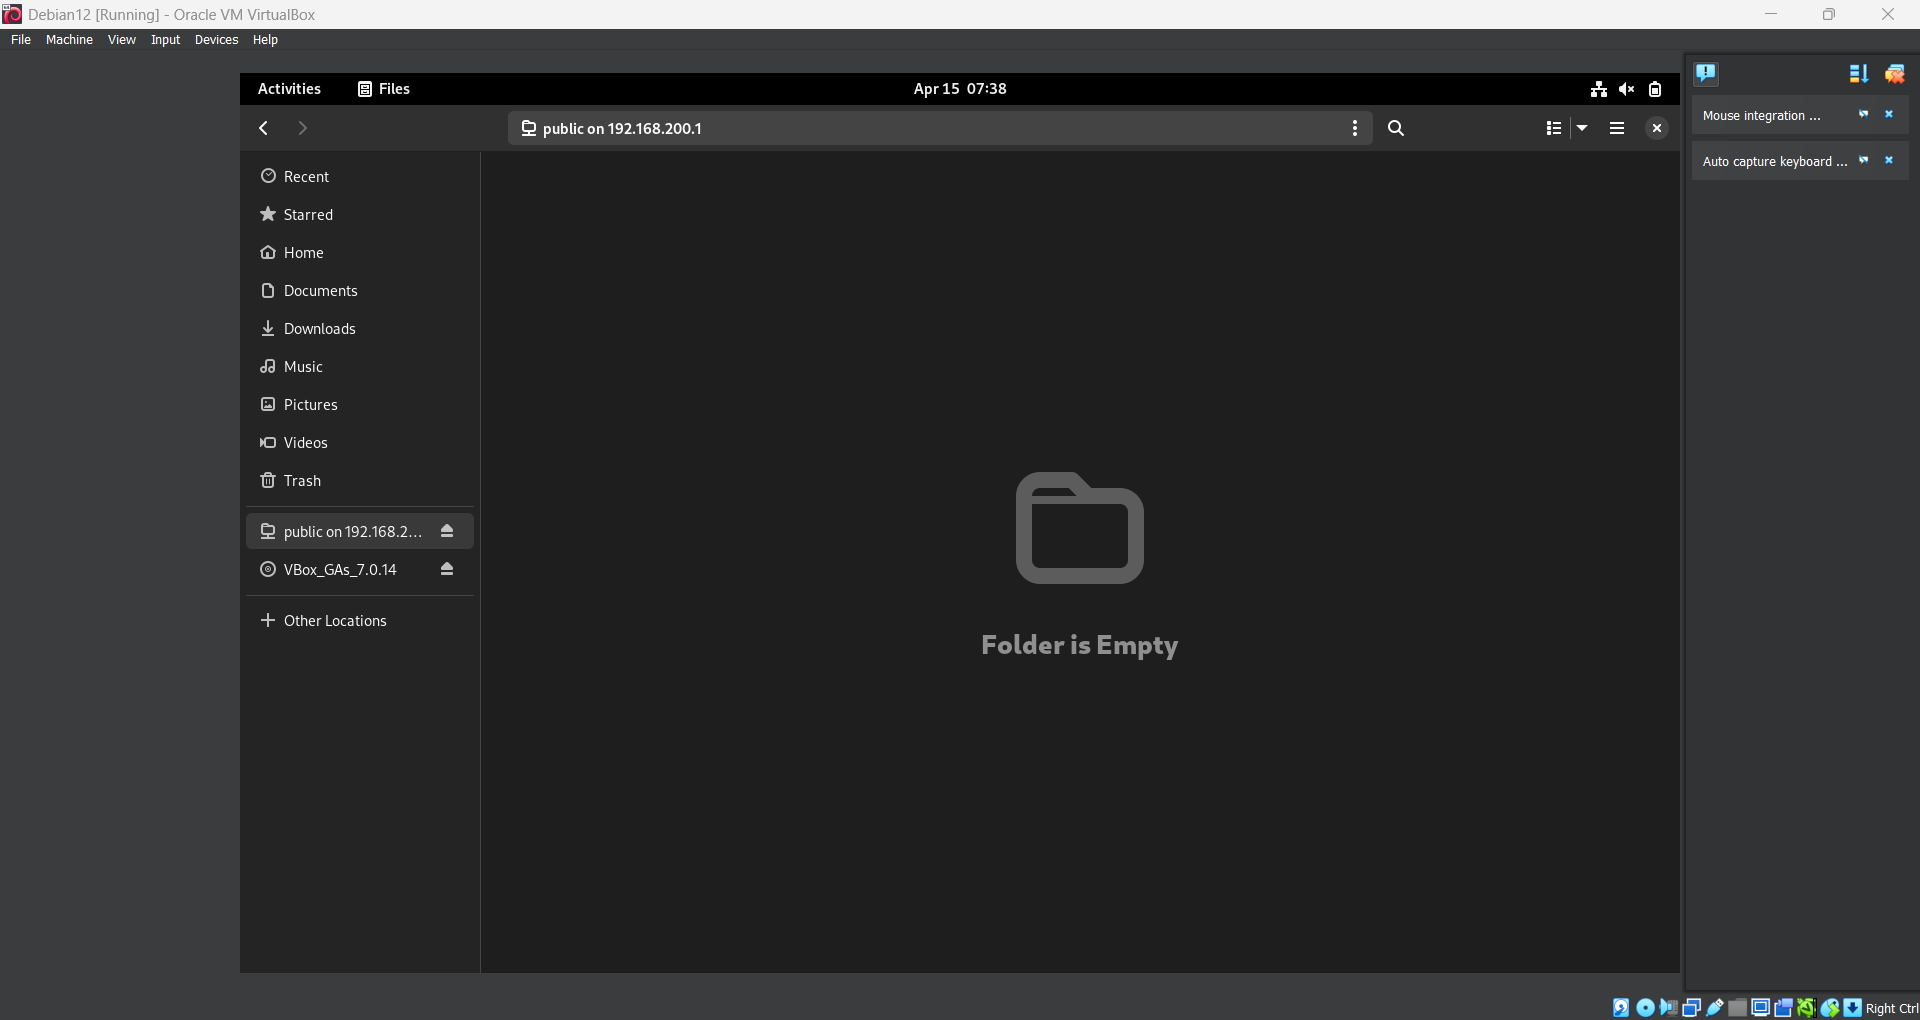 Debian12 [Running] - Oracle VM VirtualBox
File Machine View Input Devices Help
Activities Files Apr 15 07:38
public on 192.168.200.1
Mouse integration ...
Auto capture keyboard ...
Recent
Starred
Home
Documents
Downloads
Music
Pictures
Videos
Trash
public on 192.168.2...
VBox_GAs_7.0.14
Other Locations
Folder is Empty
Right Ctrl